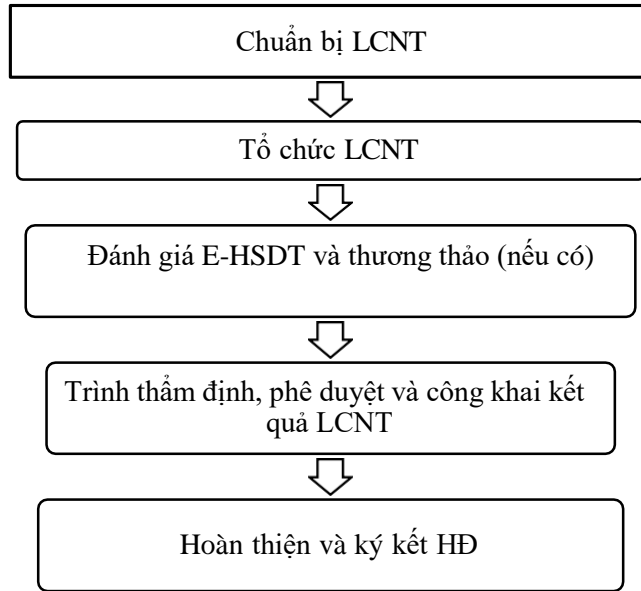 Chuẩn bị LCNT
Tổ chức LCNT
Đánh giá E-HSDT và thương thảo (nếu có)
Trình thẩm định, phê duyệt và công khai kết
quả LCNT
Hoàn thiện và ký kết HĐ